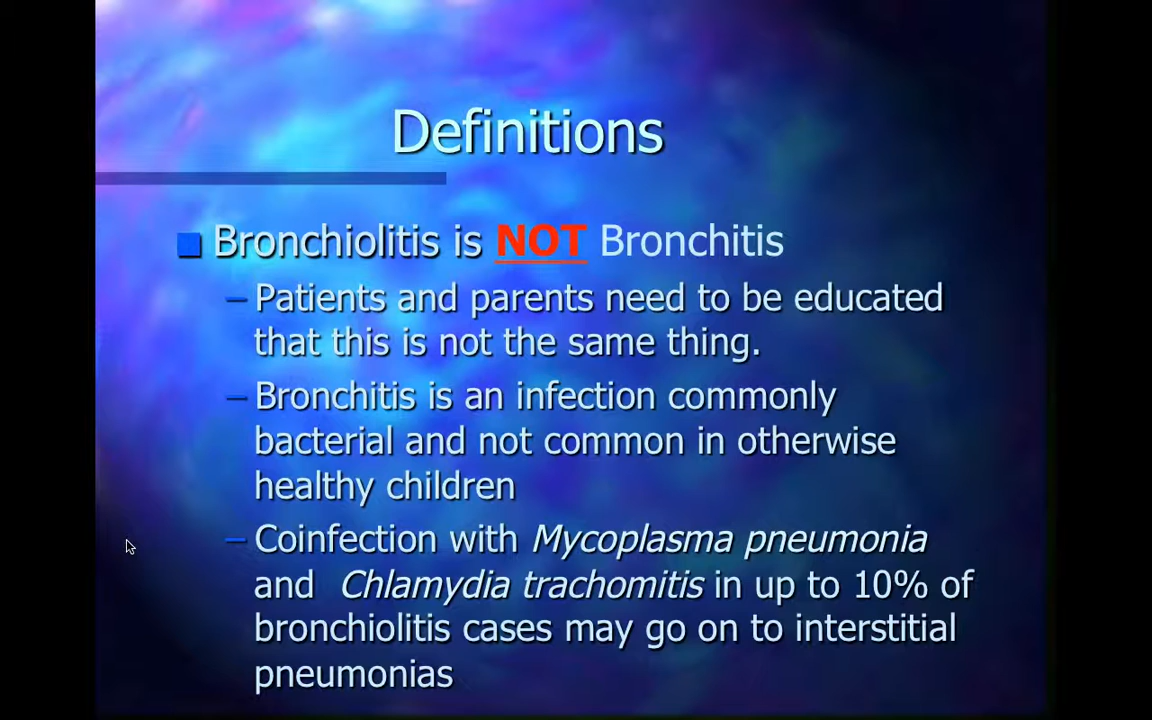 Definitions
Bronchiolitis is NOT Bronchitis
– Patients and parents need to be educated
that this is not the same thing.
– Bronchitis is an infection commonly
bacterial and not common in otherwise
healthy children
– Coinfection with Mycoplasma pneumonia
and Chlamydia trachomitis in up to 10% of
bronchiolitis cases may go on to interstitial
pneumonias